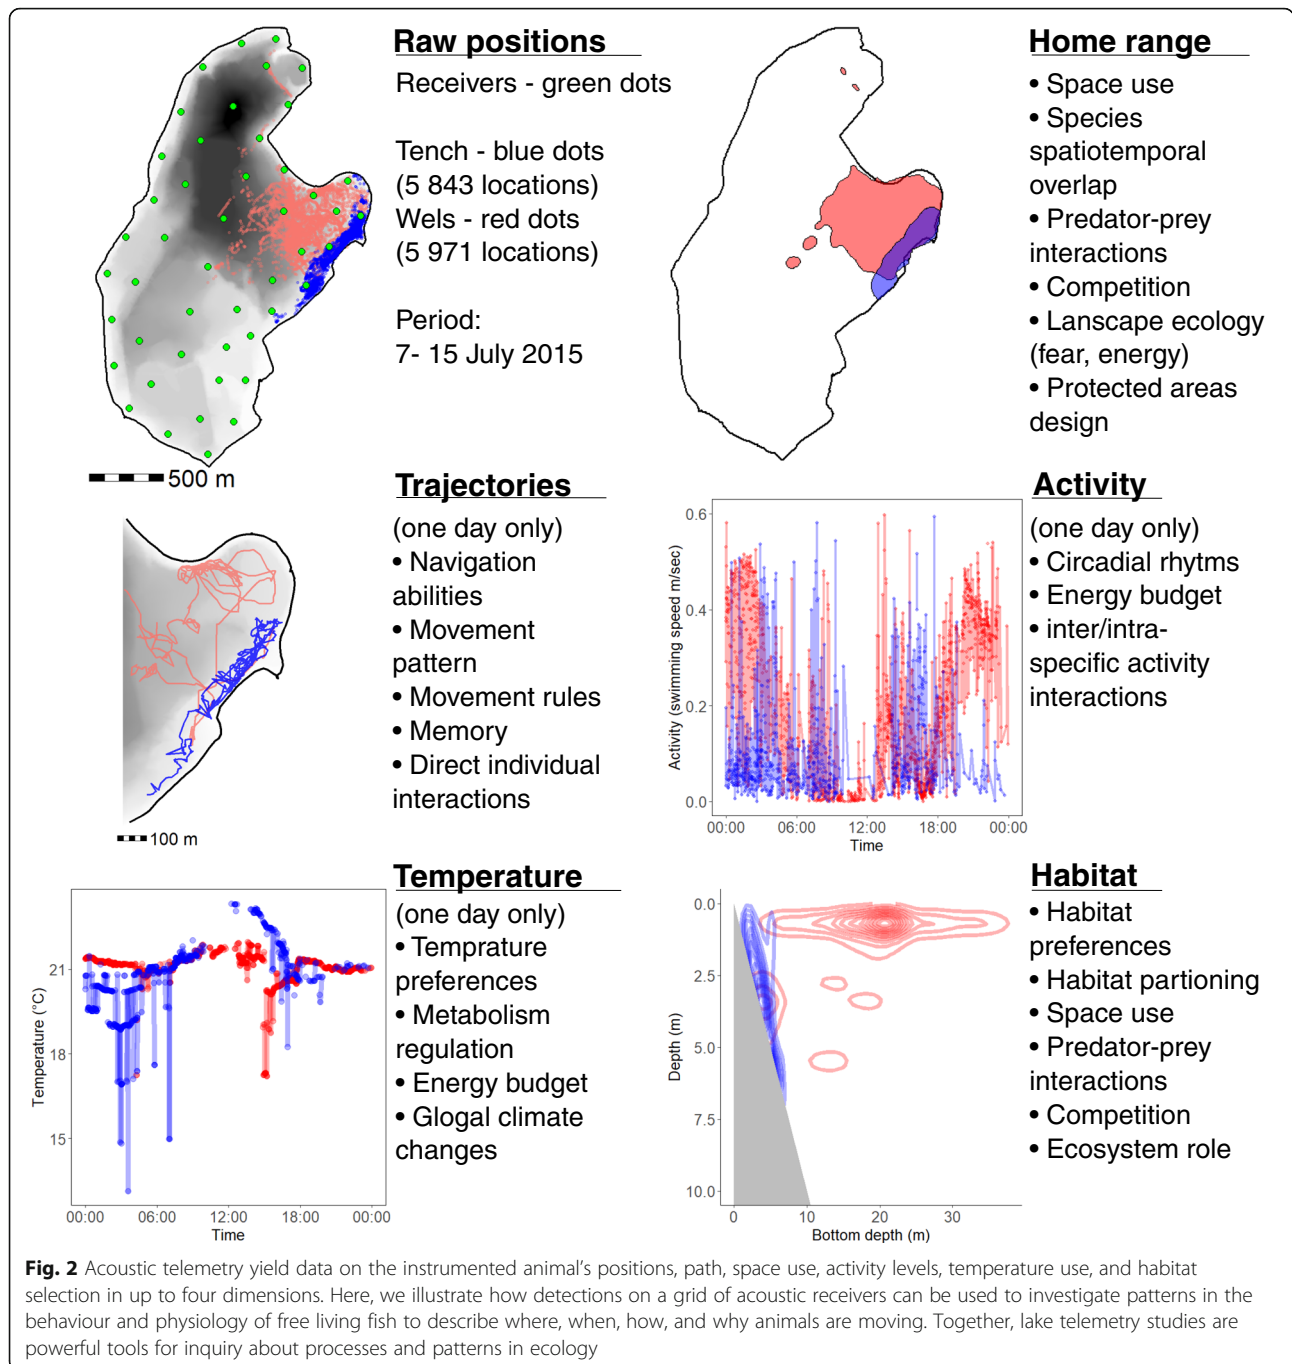 Raw positions
Receivers - green dots
Tench - blue dots
(5 843 locations)
Wels - red dots
(5 971 locations)
Period:
7- 15 July 2015
500 m
Home range
• Space use
• Species
spatiotemporal
overlap
• Predator-prey
interactions
• Competition
• Lanscape ecology
(fear, energy)
• Protected areas
design
Trajectories
(one day only)
• Navigation
abilities
• Movement
pattern
• Movement rules
• Memory
• Direct individual
interactions
100 m
Activity
(one day only)
• Circadial rhytms
• Energy budget
• inter/intra-
specific activity
interactions
Activity (swimming speed m/sec)
0.6
0.4
0.2
0.0
00:00 06:00 12:00 18:00 00:00
Time
Temperature
(one day only)
• Temprature
preferences
• Metabolism
regulation
• Energy budget
• Glogal climate
changes
Temperature (°C)
21
18
15
00:00 06:00 12:00 18:00 00:00
Time
Habitat
• Habitat
preferences
• Habitat partioning
• Space use
• Predator-prey
interactions
• Competition
• Ecosystem role
Depth (m)
0.0
2.5
5.0
7.5
10.0
0 10 20 30
Bottom depth (m)
Fig. 2 Acoustic telemetry yield data on the instrumented animal's positions, path, space use, activity levels, temperature use, and habitat
selection in up to four dimensions. Here, we illustrate how detections on a grid of acoustic receivers can be used to investigate patterns in the
behaviour and physiology of free living fish to describe where, when, how, and why animals are moving. Together, lake telemetry studies are
powerful tools for inquiry about processes and patterns in ecology